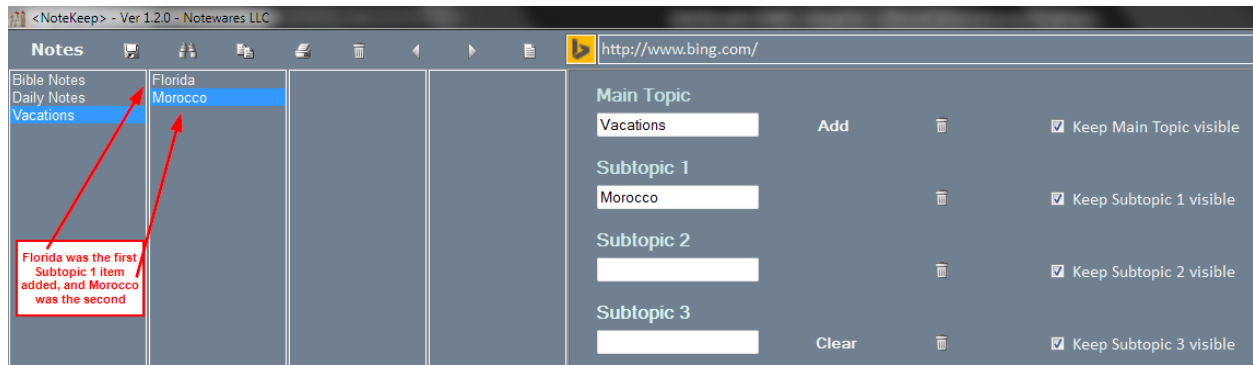 <NoteKeep> - Ver 1.2.0 - Notewares LLC
Notes
http://www.bing.com/
Bible Notes
Daily Notes
Vacations
Florida
Morocco
Florida was the first
Subtopic 1 item
added, and Morocco
was the second
Main Topic
Vacations Add Keep Main Topic visible
Subtopic 1
Morocco Keep Subtopic 1 visible
Subtopic 2
Keep Subtopic 2 visible
Subtopic 3
Clear Keep Subtopic 3 visible